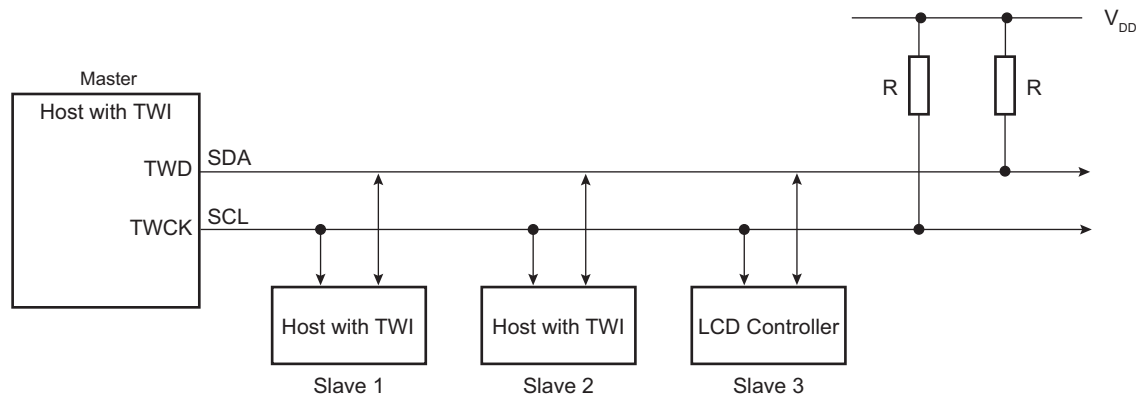 V_DD
Master
Host with TWI
R
R
TWD
SDA
TWCK
SCL
Host with TWI
Host with TWI
LCD Controller
Slave 1
Slave 2
Slave 3